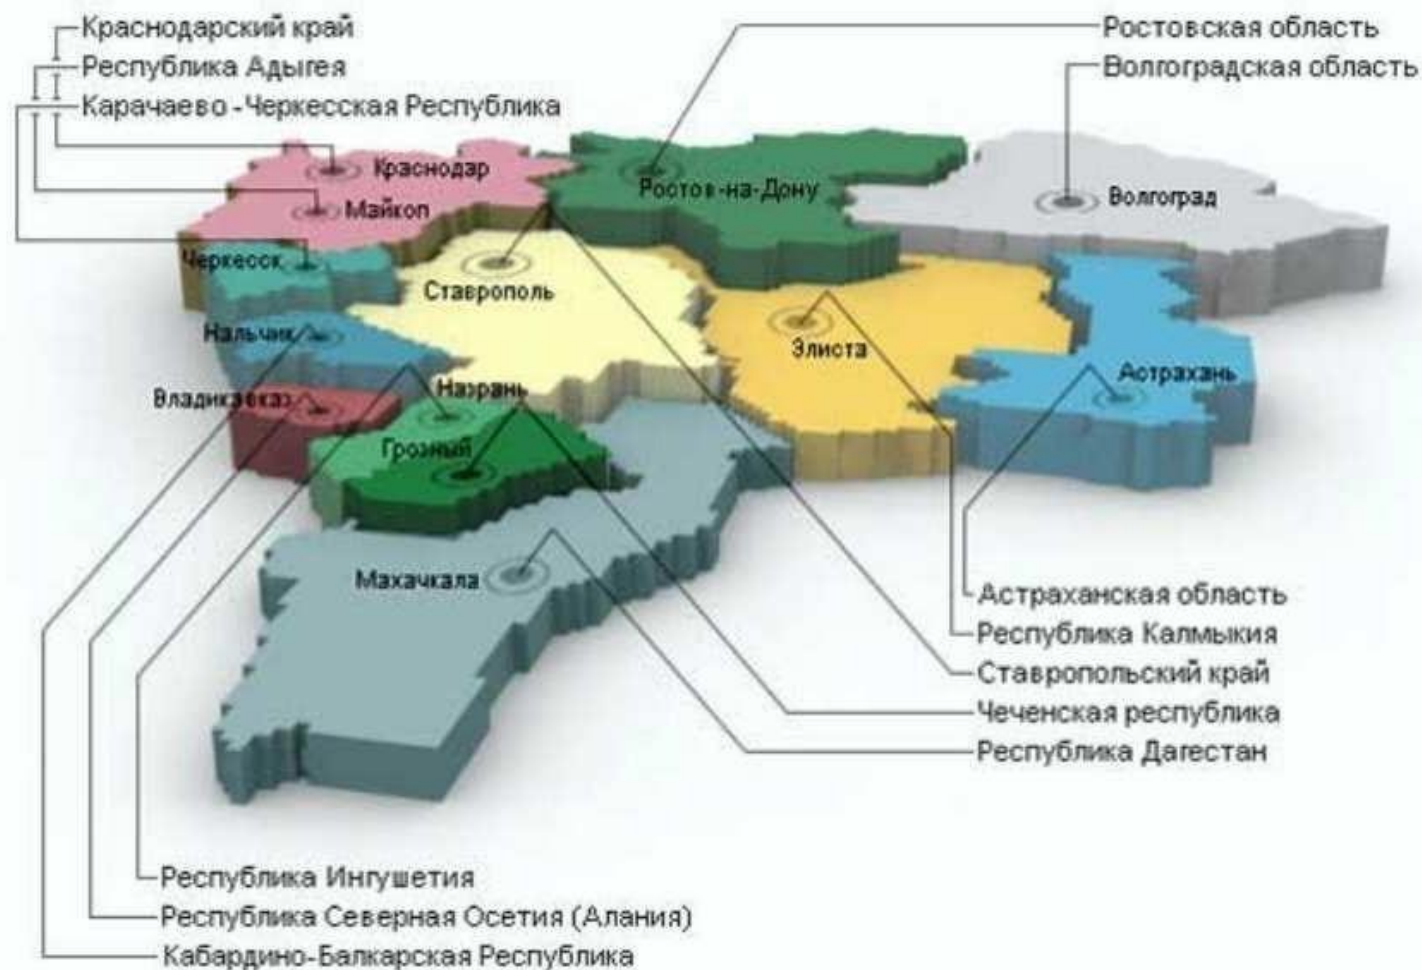 Краснодарский край
Республика Адыгея
Карачаево-Черкесская Республика
Ростовская область
Волгоградская область
Краснодар
Майкоп
Ростов-на-Дону
Волгоград
Черкесск
Ставрополь
Нальчик
Элиста
Астрахань
Владикавказ
Назрань
Грозный
Махачкала
Астраханская область
Республика Калмыкия
Ставропольский край
Чеченская республика
Республика Дагестан
Республика Ингушетия
Республика Северная Осетия (Алания)
Кабардино-Балкарская Республика